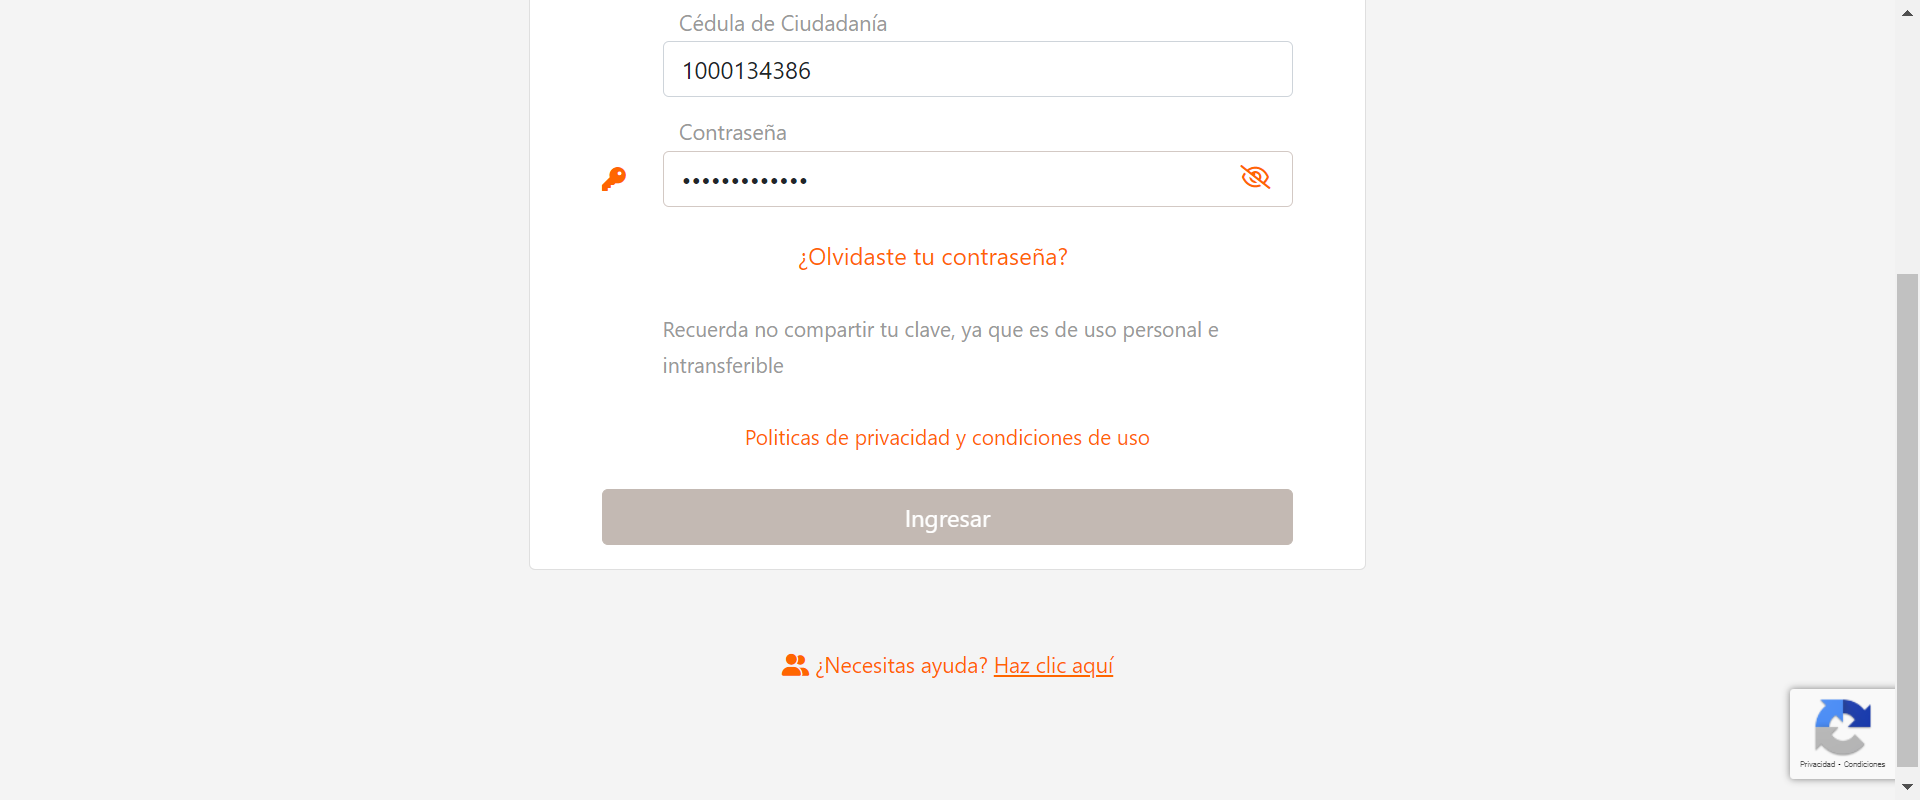 Cédula de Ciudadanía
1000134386
Contraseña
•••••••••••••
¿Olvidaste tu contraseña?
Recuerda no compartir tu clave, ya que es de uso personal e
intransferible
Politicas de privacidad y condiciones de uso
Ingresar
¿Necesitas ayuda? Haz clic aquí
Privacidad - Condiciones